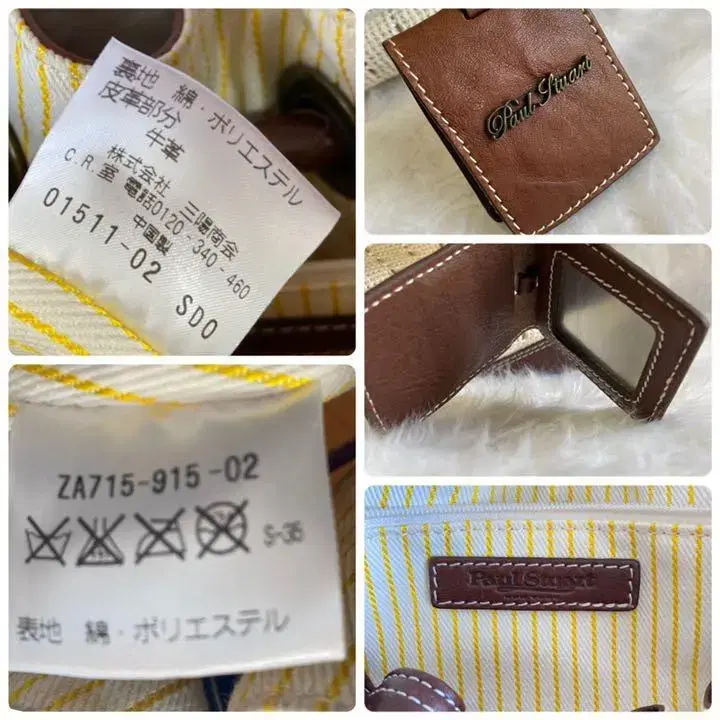 裏地 綿・ポリエステル
皮革部分
牛革
株式会社 三陽商会
C.R.室 電話0120-340-460
中国製
01511-02 SDO
Paul Stuart
ZA715-915-02
S-35
表地 綿・ポリエステル
Paul Stuart